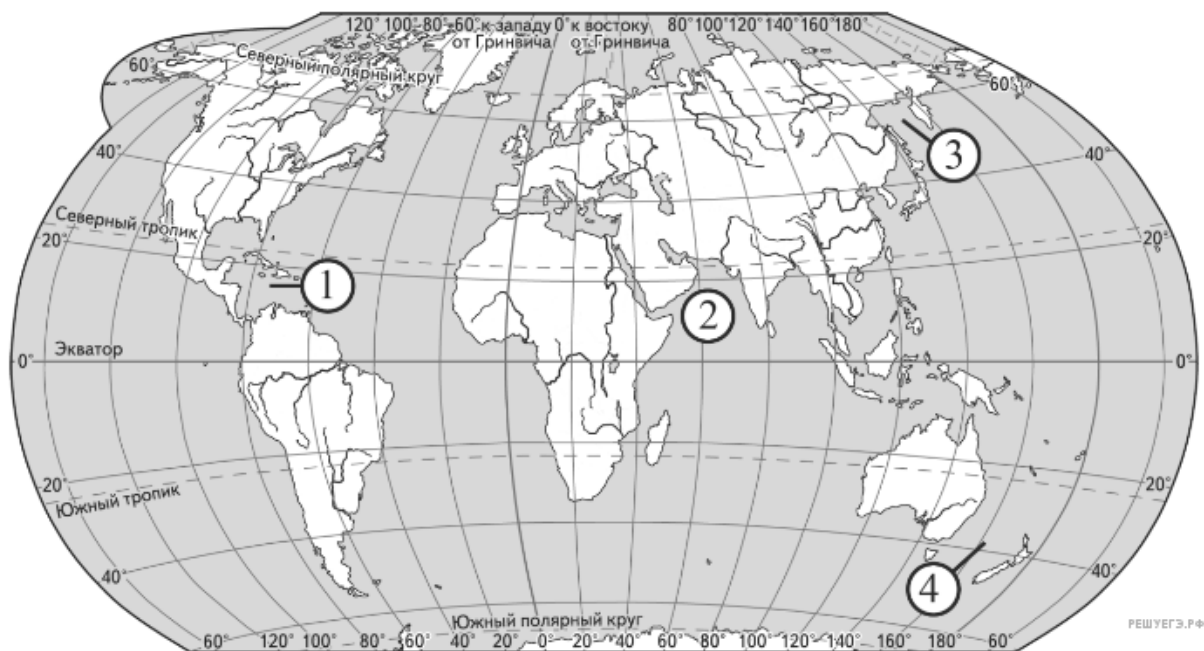 120° 100° 80° 60° к западу 0° к востоку 80° 100° 120° 140° 160° 180°
от Гринвича от Гринвича
60° Северный полярный круг 60°
3
40° 40°
Северный тропик
20° 20°
1
2
Экватор
0° 0°
20° 20°
Южный тропик
40° 4 40°
Южный полярный круг
РЕШУЕГЭ.РФ
60° 120° 100° 80° 60° 40° 20° 0° 20° 40° 60° 80° 100° 120° 140° 160° 180° 60°